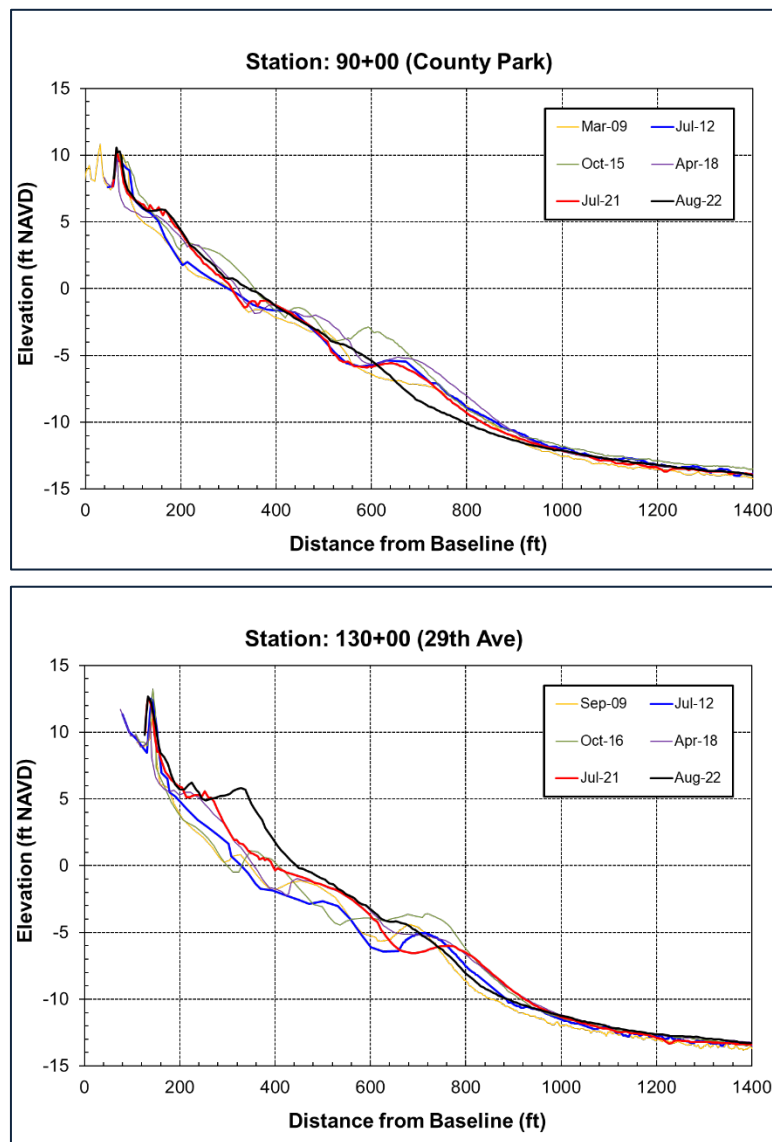 Station: 90+00 (County Park)
15
10
5
0
-5
-10
-15
Elevation (ft NAVD)
Mar-09 Jul-12
Oct-15 Apr-18
Jul-21 Aug-22
0 200 400 600 800 1000 1200 1400
Distance from Baseline (ft)
Station: 130+00 (29th Ave)
15
10
5
0
-5
-10
-15
Elevation (ft NAVD)
Sep-09 Jul-12
Oct-16 Apr-18
Jul-21 Aug-22
0 200 400 600 800 1000 1200 1400
Distance from Baseline (ft)